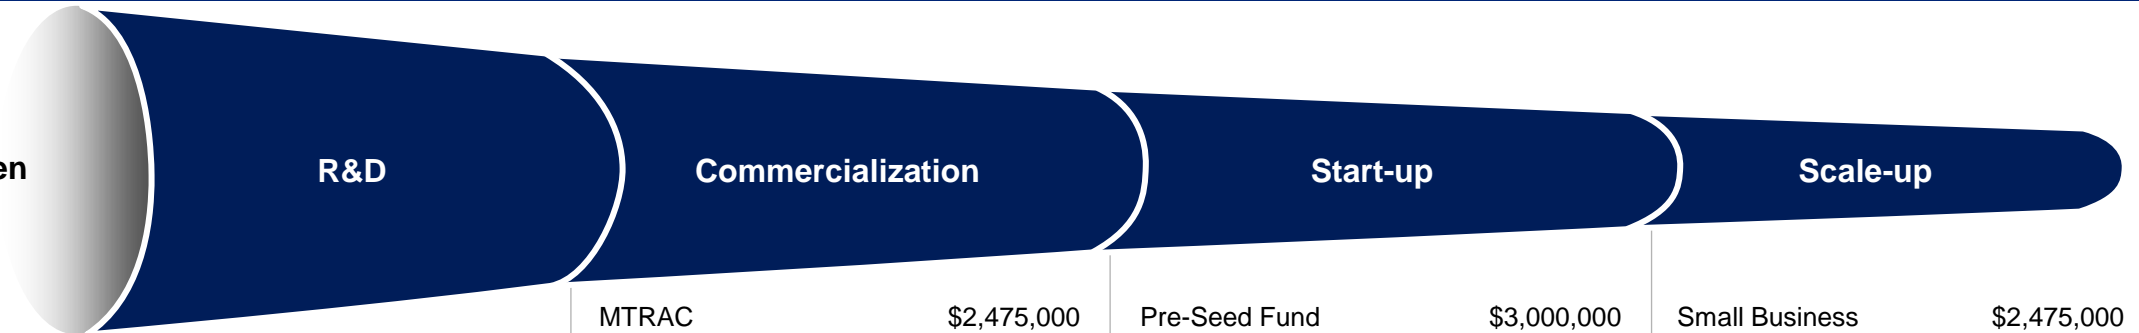 R&D
Commercialization
Start-up
Scale-up
MTRAC $2,475,000
Pre-Seed Fund $3,000,000
Small Business $2,475,000